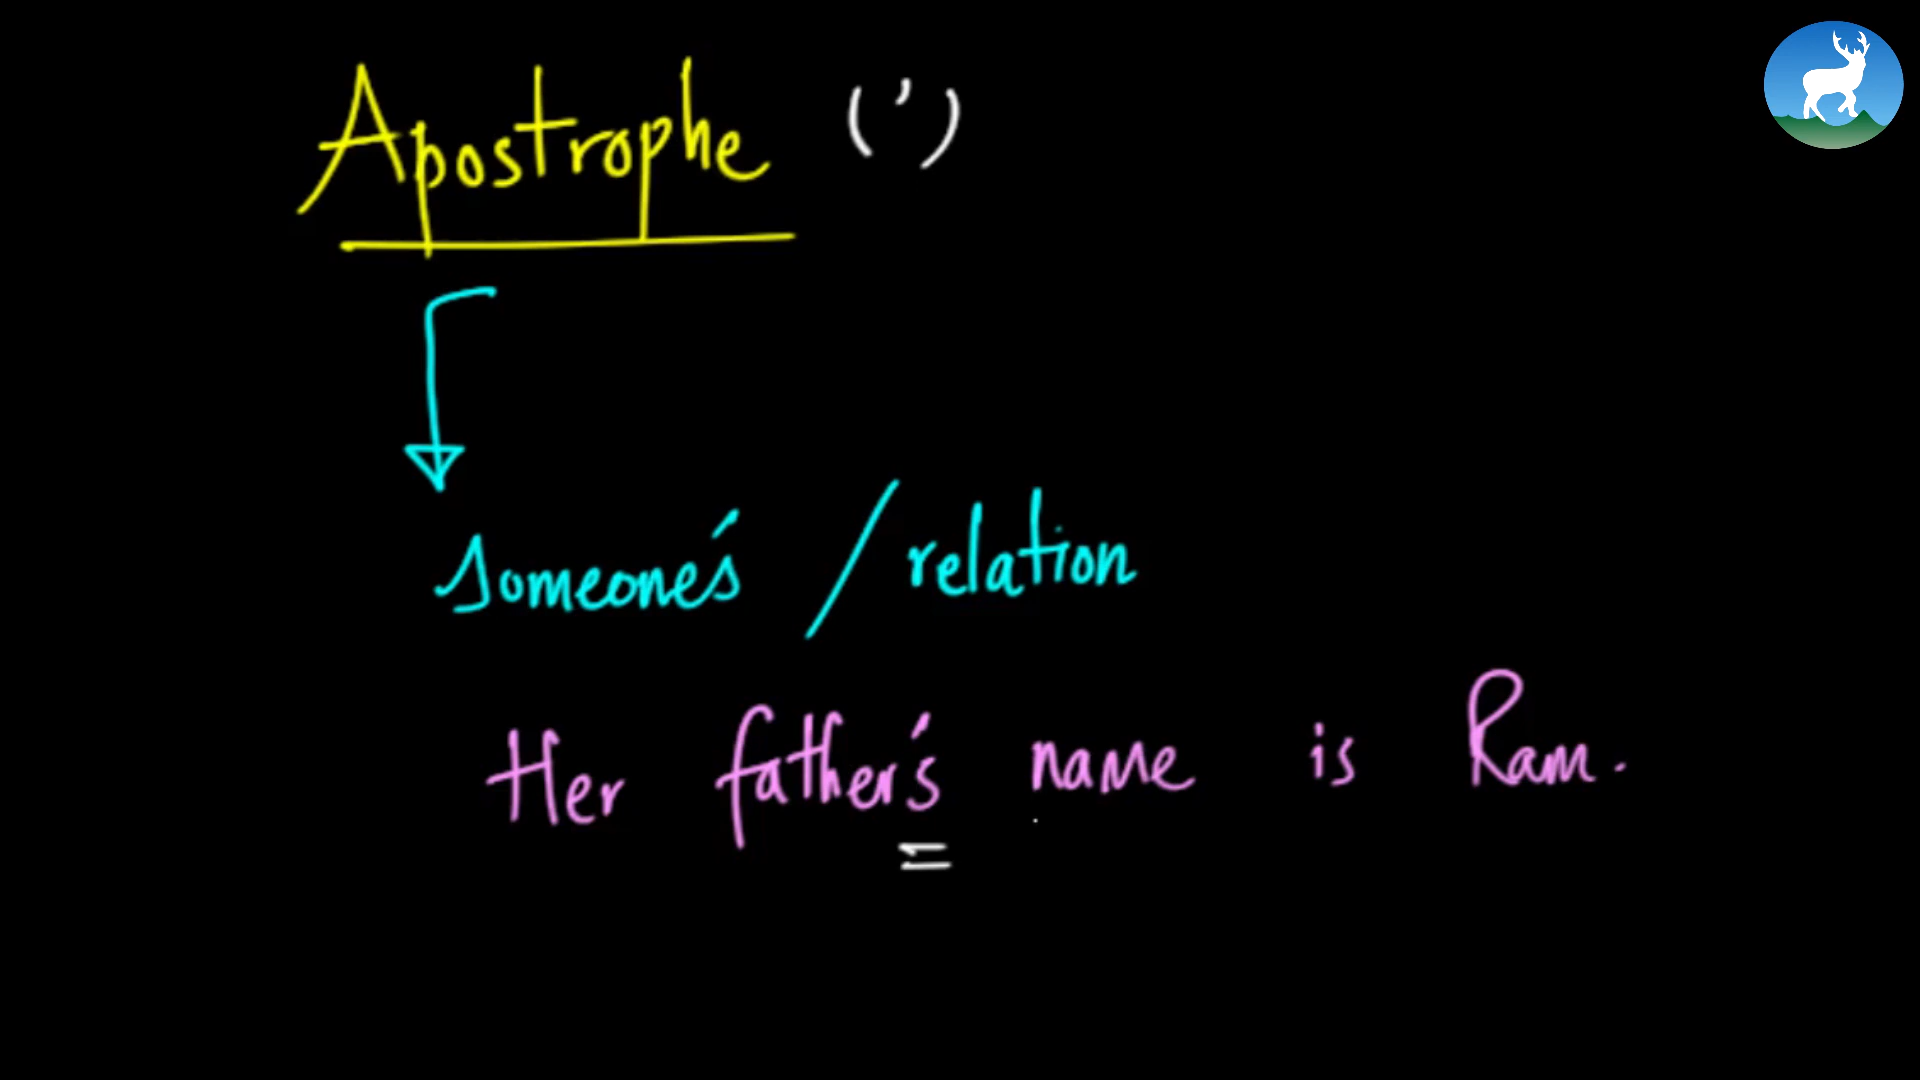 Apostrophe (')
Someone's / relation
Her father's name is Ram.